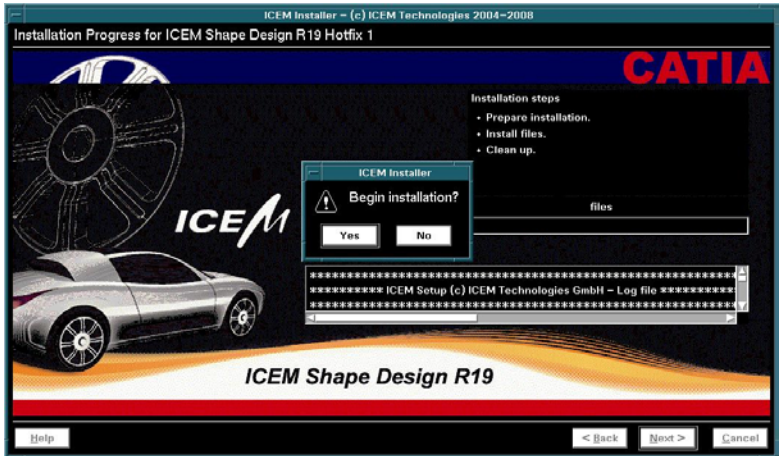 ICEM Installer - (c) ICEM Technologies 2004-2008
Installation Progress for ICEM Shape Design R19 Hotfix 1
CATIA
Installation steps
• Prepare installation.
• Install files.
• Clean up.
ICEM Installer
Begin installation?
Yes No
files
ICEM
**************************************************************************
********** ICEM Setup (c) ICEM Technologies GmbH - Log file **********
**************************************************************************
ICEM Shape Design R19
Help < Back Next > Cancel